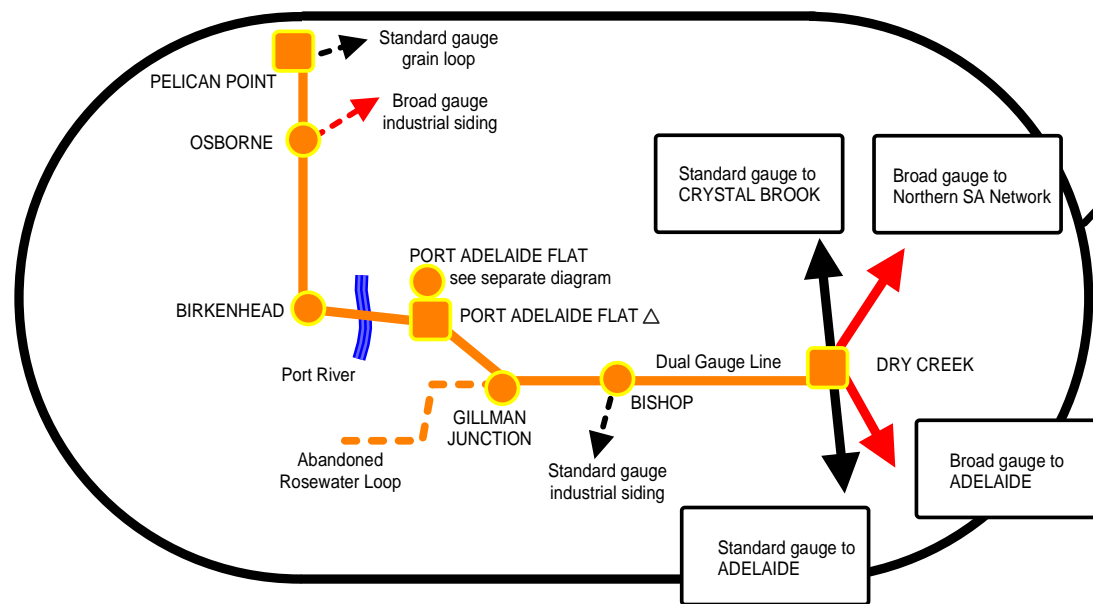 Standard gauge
grain loop
PELICAN POINT
Broad gauge
industrial siding
OSBORNE
Standard gauge to
CRYSTAL BROOK
Broad gauge to
Northern SA Network
PORT ADELAIDE FLAT
see separate diagram
BIRKENHEAD
PORT ADELAIDE FLAT △
Port River
Dual Gauge Line
DRY CREEK
BISHOP
GILLMAN
JUNCTION
Abandoned
Rosewater Loop
Standard gauge
industrial siding
Broad gauge to
ADELAIDE
Standard gauge to
ADELAIDE